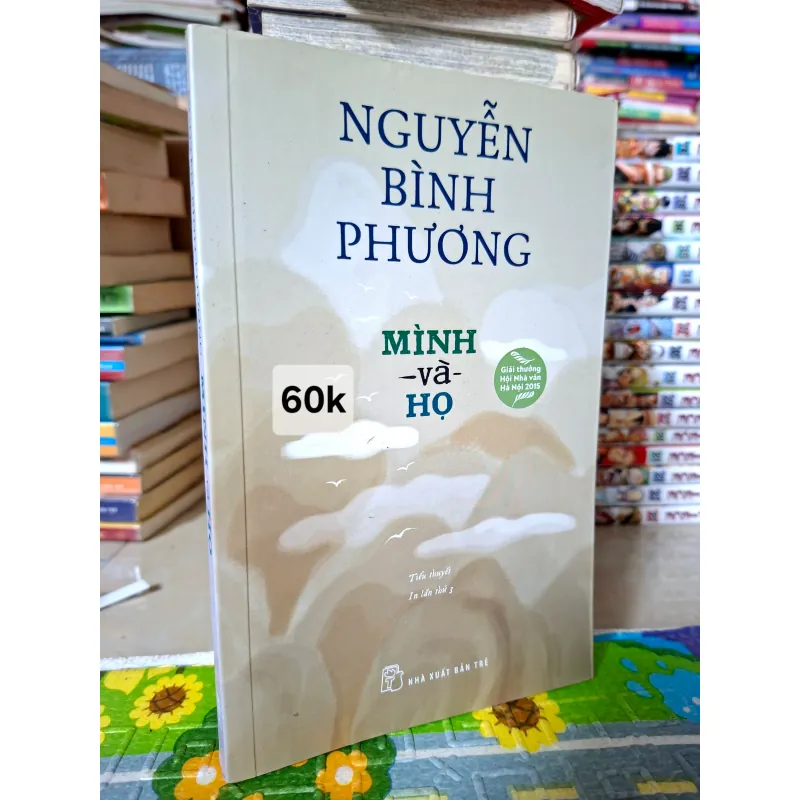 NGUYỄN
BÌNH
PHƯƠNG
MÌNH
-và-
HỌ
Giải thưởng
Hội Nhà văn
Hà Nội 2015
60k
Tiểu thuyết
In lần thứ 3
NHÀ XUẤT BẢN TRẺ